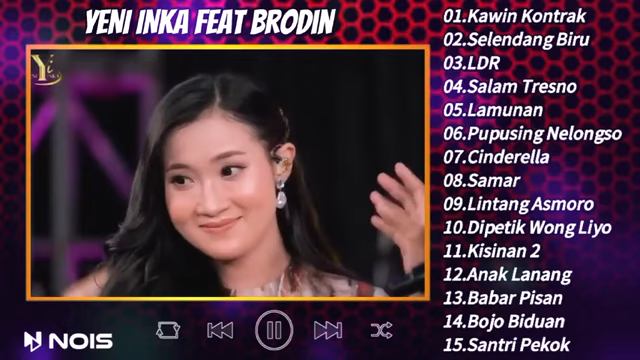 YENI INKA FEAT BRODIN
Yi
01.Kawin Kontrak
02.Selendang Biru
03.LDR
04.Salam Tresno
05.Lamunan
06.Pupusing Nelongso
07.Cinderella
08.Samar
09.Lintang Asmoro
10.Dipetik Wong Liyo
11.Kisinan 2
12.Anak Lanang
13.Babar Pisan
14.Bojo Biduan
15.Santri Pekok
NOIS